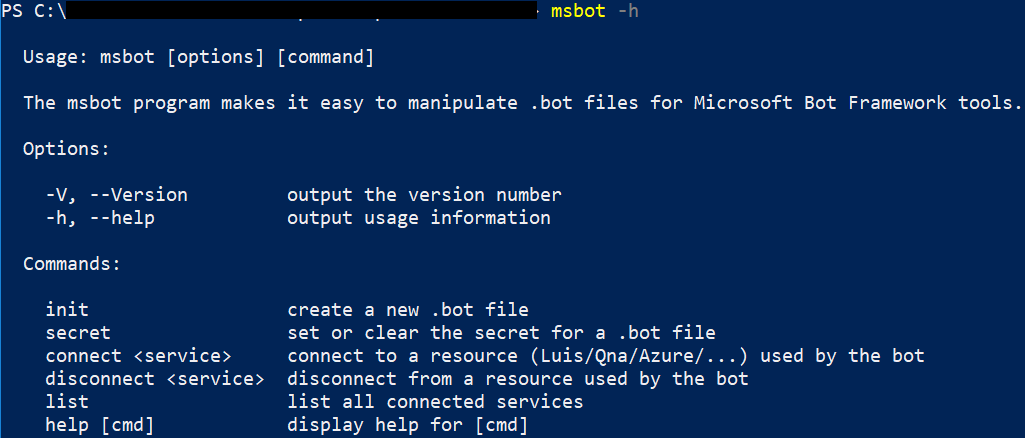 PS C:\> msbot -h
Usage: msbot [options] [command]
The msbot program makes it easy to manipulate .bot files for Microsoft Bot Framework tools.
Options:
-V, --Version output the version number
-h, --help output usage information
Commands:
init create a new .bot file
secret set or clear the secret for a .bot file
connect <service> connect to a resource (Luis/Qna/Azure/...) used by the bot
disconnect <service> disconnect from a resource used by the bot
list list all connected services
help [cmd] display help for [cmd]